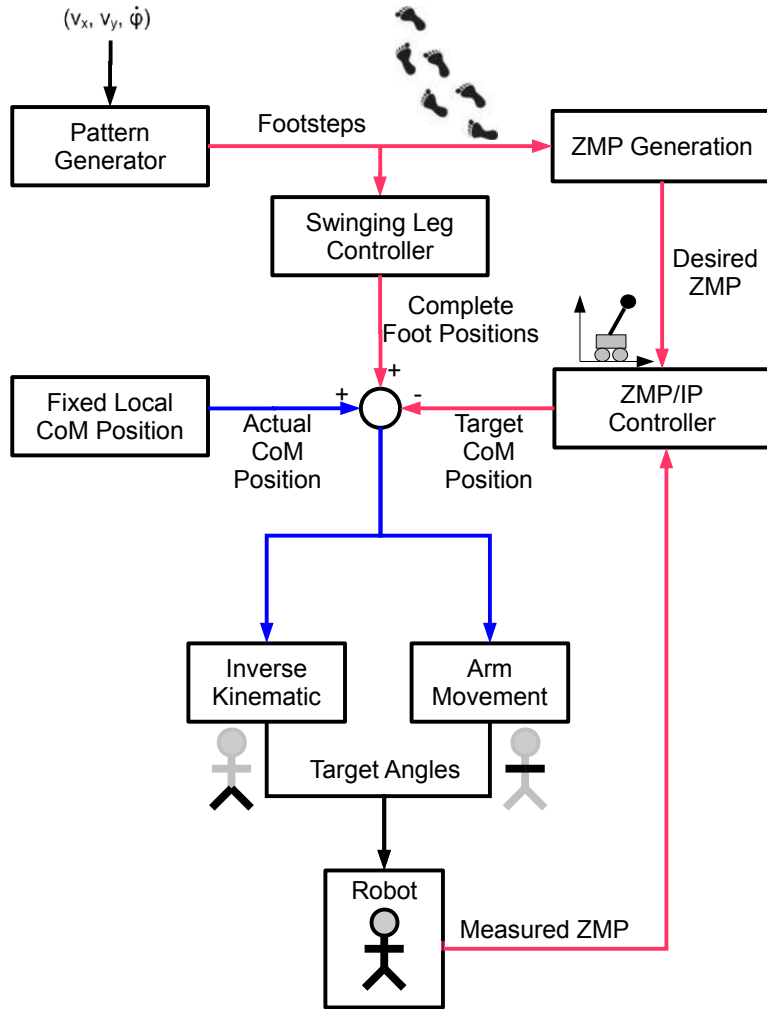 (vx, vy, φ̇)
Pattern
Generator
Footsteps
ZMP Generation
Swinging Leg
Controller
Desired
ZMP
Complete
Foot Positions
+
Fixed Local
CoM Position
+
-
ZMP/IP
Controller
Actual
CoM
Position
Target
CoM
Position
Inverse
Kinematic
Arm
Movement
Target Angles
Robot
Measured ZMP